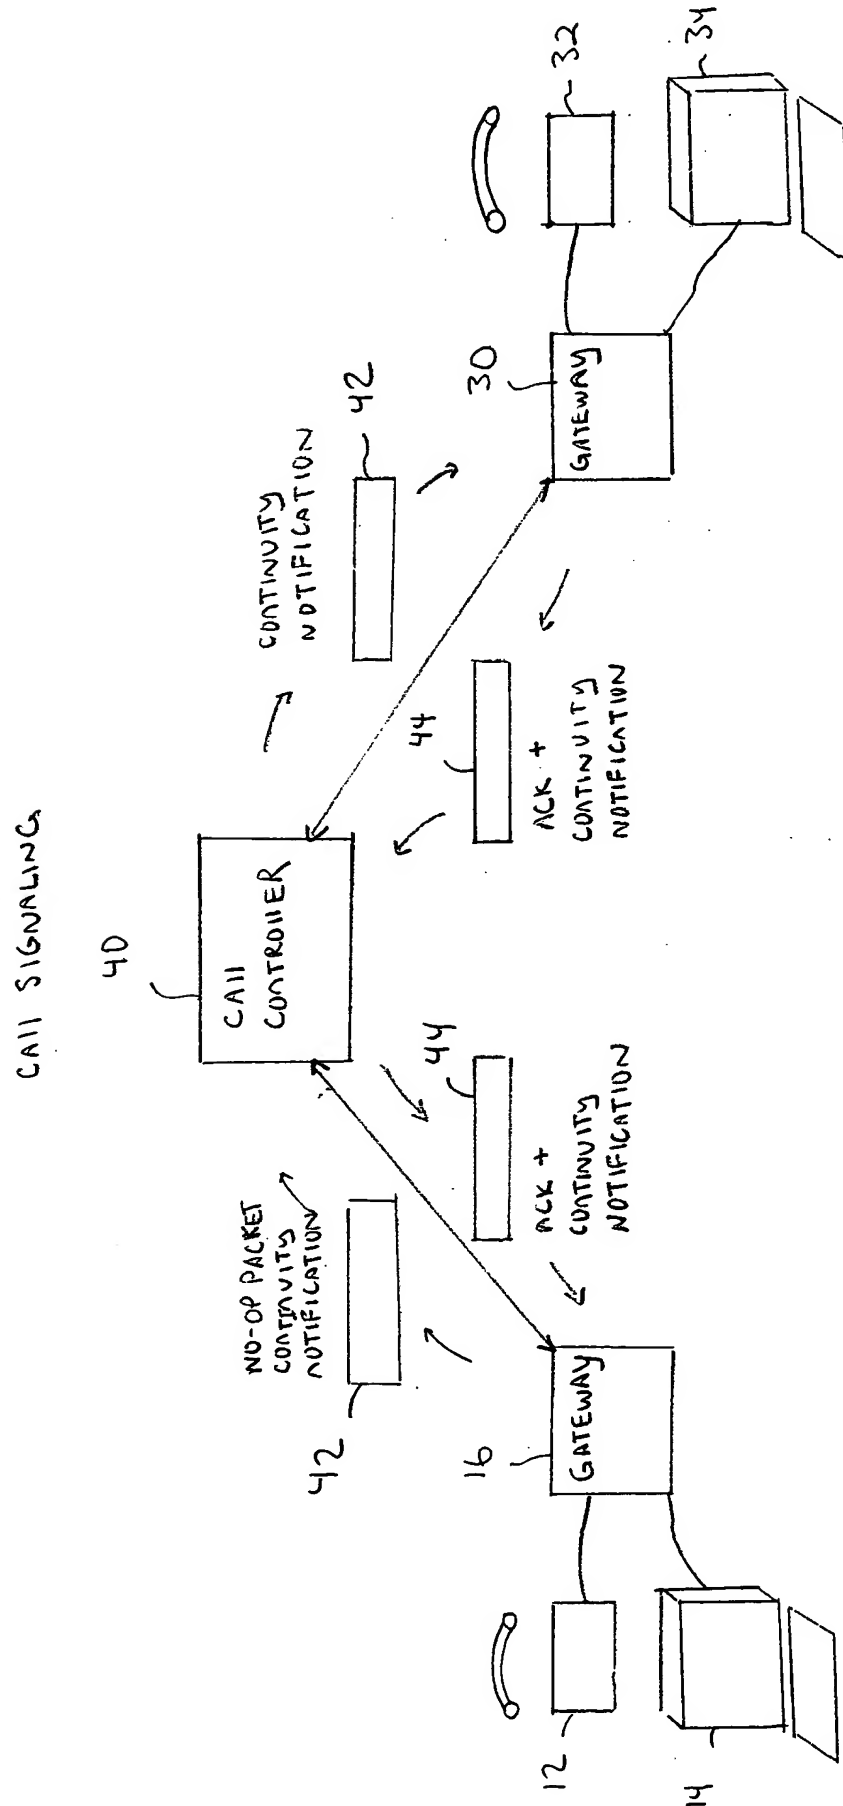 CALL SIGNALING
40
CALL
CONTROLLER
NO-OP PACKET
CONTINUITY
NOTIFICATION
42
CONTINUITY
NOTIFICATION
42
44
ACK +
CONTINUITY
NOTIFICATION
44
ACK +
CONTINUITY
NOTIFICATION
16
GATEWAY
30
GATEWAY
12
14
32
34